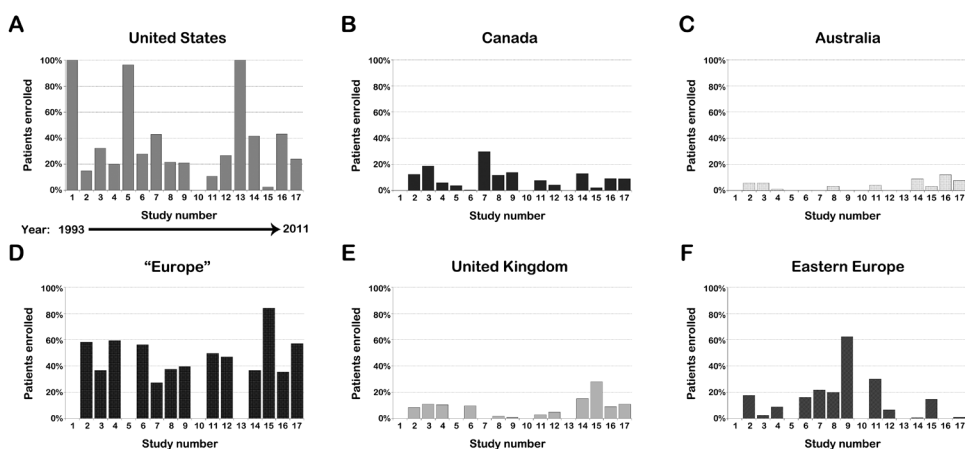 A
United States
Patients enrolled
100%
80%
60%
40%
20%
0%
1 2 3 4 5 6 7 8 9 10 11 12 13 14 15 16 17
Study number
Year: 1993 2011
B
Canada
Patients enrolled
100%
80%
60%
40%
20%
0%
1 2 3 4 5 6 7 8 9 10 11 12 13 14 15 16 17
Study number
C
Australia
Patients enrolled
100%
80%
60%
40%
20%
0%
1 2 3 4 5 6 7 8 9 10 11 12 13 14 15 16 17
Study number
D
“Europe”
Patients enrolled
100%
80%
60%
40%
20%
0%
1 2 3 4 5 6 7 8 9 10 11 12 13 14 15 16 17
Study number
E
United Kingdom
Patients enrolled
100%
80%
60%
40%
20%
0%
1 2 3 4 5 6 7 8 9 10 11 12 13 14 15 16 17
Study number
F
Eastern Europe
Patients enrolled
100%
80%
60%
40%
20%
0%
1 2 3 4 5 6 7 8 9 10 11 12 13 14 15 16 17
Study number